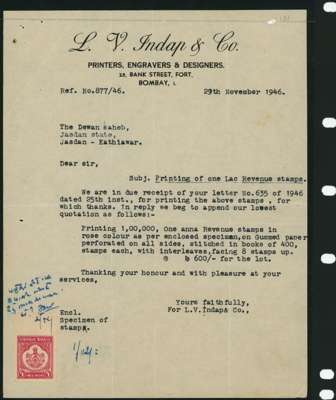 L. V. Indap & Co.
PRINTERS, ENGRAVERS & DESIGNERS.
25, BANK STREET, FORT,
BOMBAY, 1.
Ref. No.877/46.
29th November 1946.
The Dewan saheb,
Jasdan state,
Jasdan - Kathiawar.
Dear sir,
Subj. Printing of one Lac Revenue stamps.
We are in due receipt of your letter No.635 of 1946
dated 25th inst., for printing the above stamps , for
which thanks. In reply we beg to append our lowest
quotation as follows:-
Printing 1,00,000, One anna Revenue stamps in
rose colour as per enclosed specimen, on Gummed paper
perforated on all sides, stitched in books of 400,
stamps each, with interleaves, facing 8 stamps up.
@ ₨ 600/- for the lot.
Thanking your honour and with pleasure at your
services,
Yours faithfully,
For L.V.Indap& Co.,
Encl.
Specimen of
stamp.